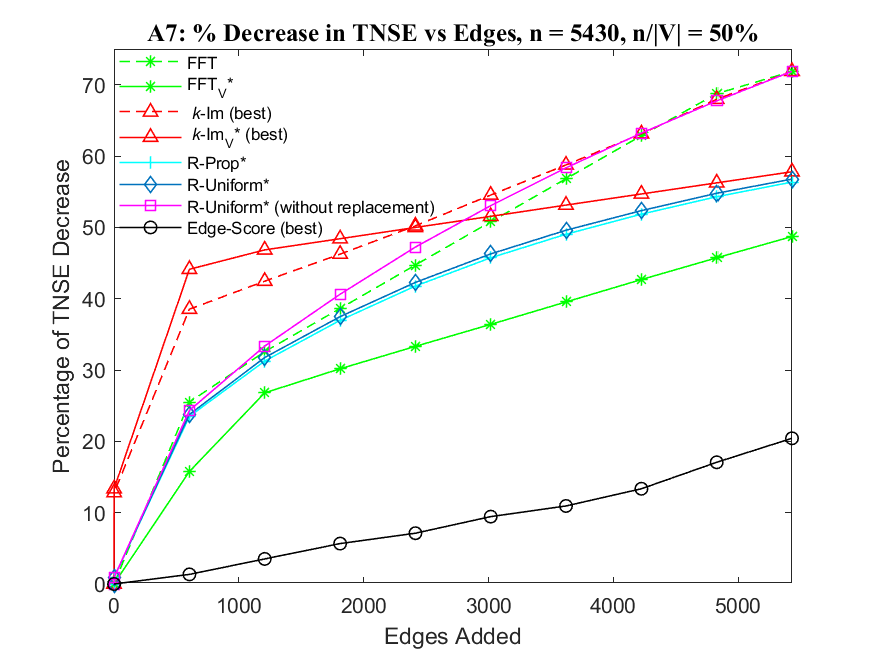 A7: % Decrease in TNSE vs Edges, n = 5430, n/|V| = 50%
FFT
FFT_V*
k-Im (best)
k-Im_V* (best)
R-Prop*
R-Uniform*
R-Uniform* (without replacement)
Edge-Score (best)
Percentage of TNSE Decrease
70
60
50
40
30
20
10
0
0 1000 2000 3000 4000 5000
Edges Added